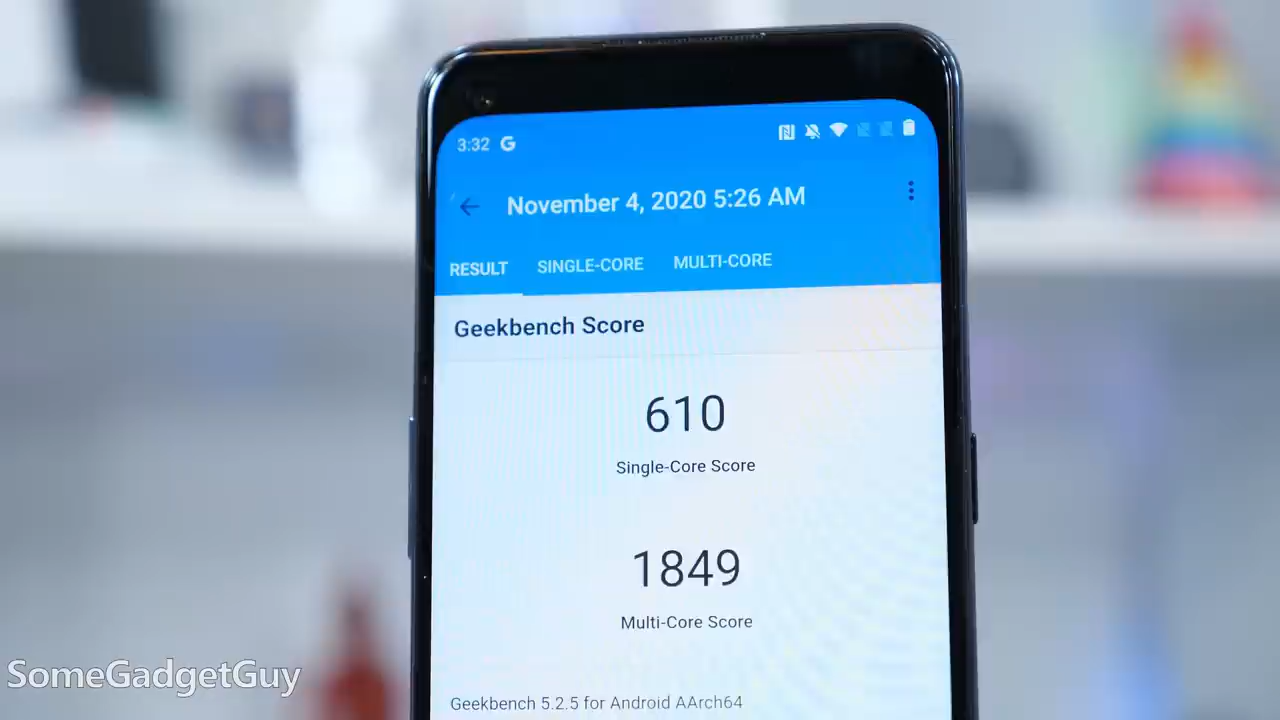 3:32 G
November 4, 2020 5:26 AM
RESULT SINGLE-CORE MULTI-CORE
Geekbench Score
610
Single-Core Score
1849
Multi-Core Score
Geekbench 5.2.5 for Android AArch64
SomeGadgetGuy